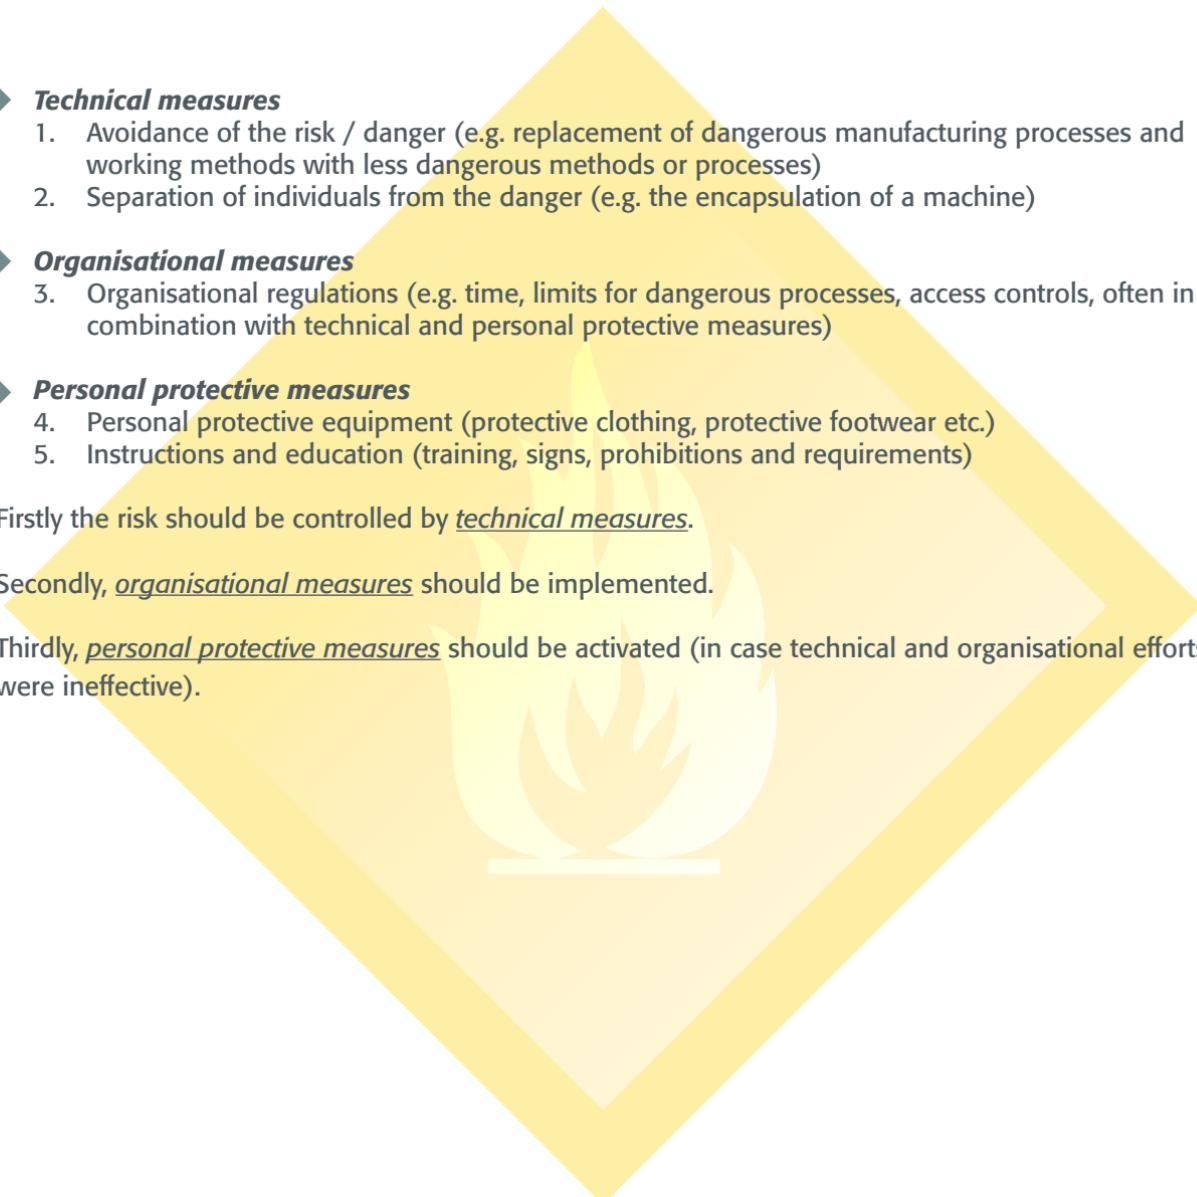 Technical measures
1. Avoidance of the risk / danger (e.g. replacement of dangerous manufacturing processes and
working methods with less dangerous methods or processes)
2. Separation of individuals from the danger (e.g. the encapsulation of a machine)
Organisational measures
3. Organisational regulations (e.g. time, limits for dangerous processes, access controls, often in
combination with technical and personal protective measures)
Personal protective measures
4. Personal protective equipment (protective clothing, protective footwear etc.)
5. Instructions and education (training, signs, prohibitions and requirements)
Firstly the risk should be controlled by technical measures.
Secondly, organisational measures should be implemented.
Thirdly, personal protective measures should be activated (in case technical and organisational efforts
were ineffective).